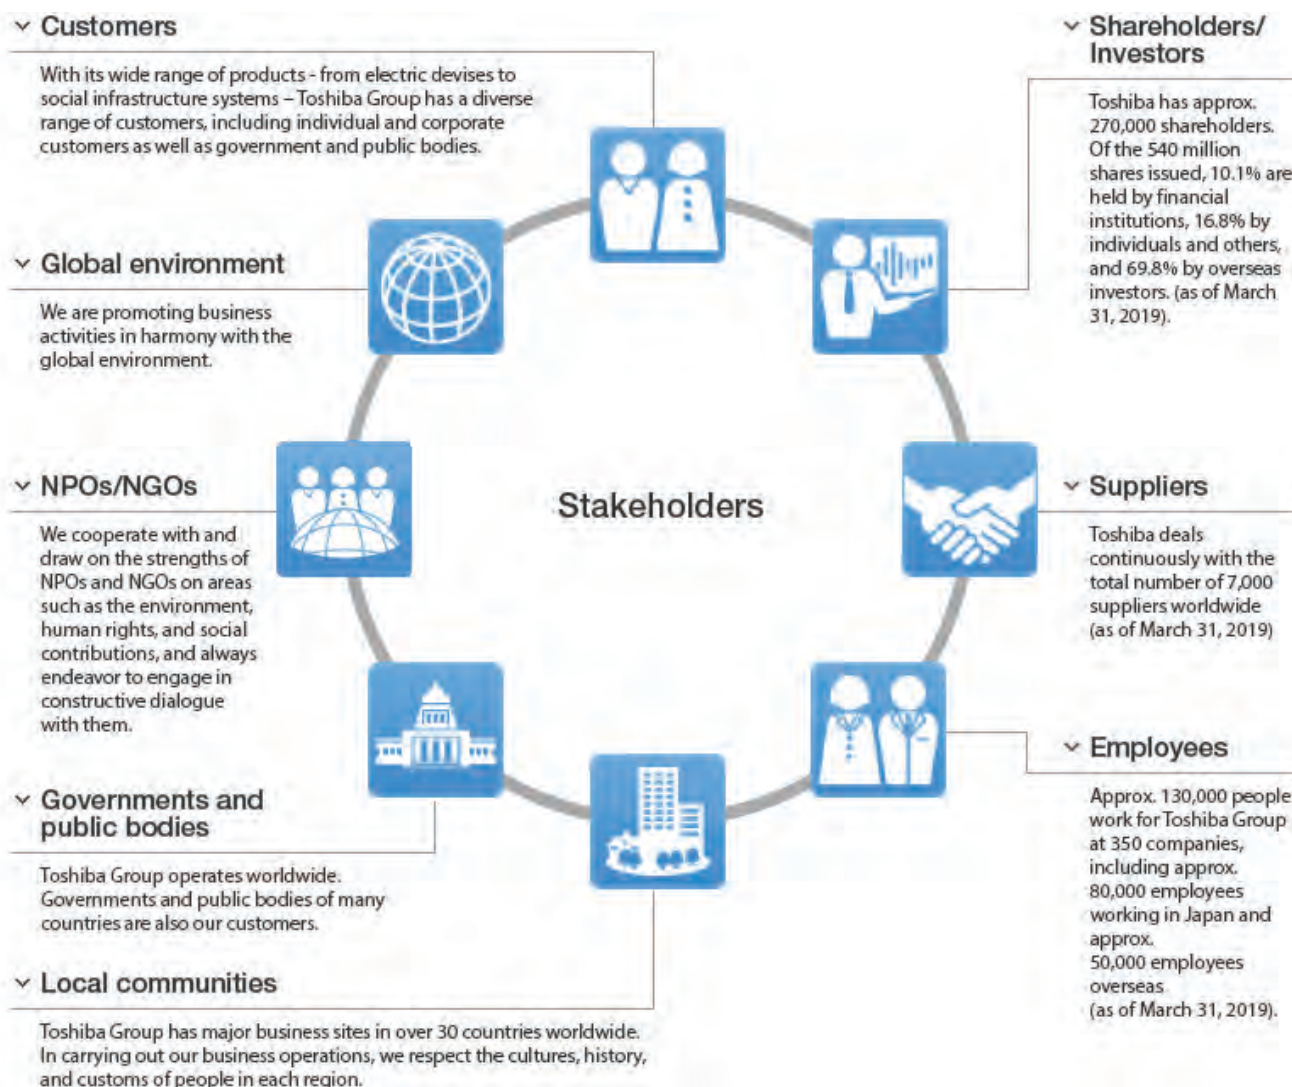 Customers
With its wide range of products - from electric devises to
social infrastructure systems – Toshiba Group has a diverse
range of customers, including individual and corporate
customers as well as government and public bodies.
Shareholders/
Investors
Toshiba has approx.
270,000 shareholders.
Of the 540 million
shares issued, 10.1% are
held by financial
institutions, 16.8% by
individuals and others,
and 69.8% by overseas
investors. (as of March
31, 2019).
Global environment
We are promoting business
activities in harmony with the
global environment.
NPOs/NGOs
We cooperate with and
draw on the strengths of
NPOs and NGOs on areas
such as the environment,
human rights, and social
contributions, and always
endeavor to engage in
constructive dialogue
with them.
Stakeholders
Suppliers
Toshiba deals
continuously with the
total number of 7,000
suppliers worldwide
(as of March 31, 2019)
Employees
Approx. 130,000 people
work for Toshiba Group
at 350 companies,
including approx.
80,000 employees
working in Japan and
approx.
50,000 employees
overseas
(as of March 31, 2019).
Governments and
public bodies
Toshiba Group operates worldwide.
Governments and public bodies of many
countries are also our customers.
Local communities
Toshiba Group has major business sites in over 30 countries worldwide.
In carrying out our business operations, we respect the cultures, history,
and customs of people in each region.